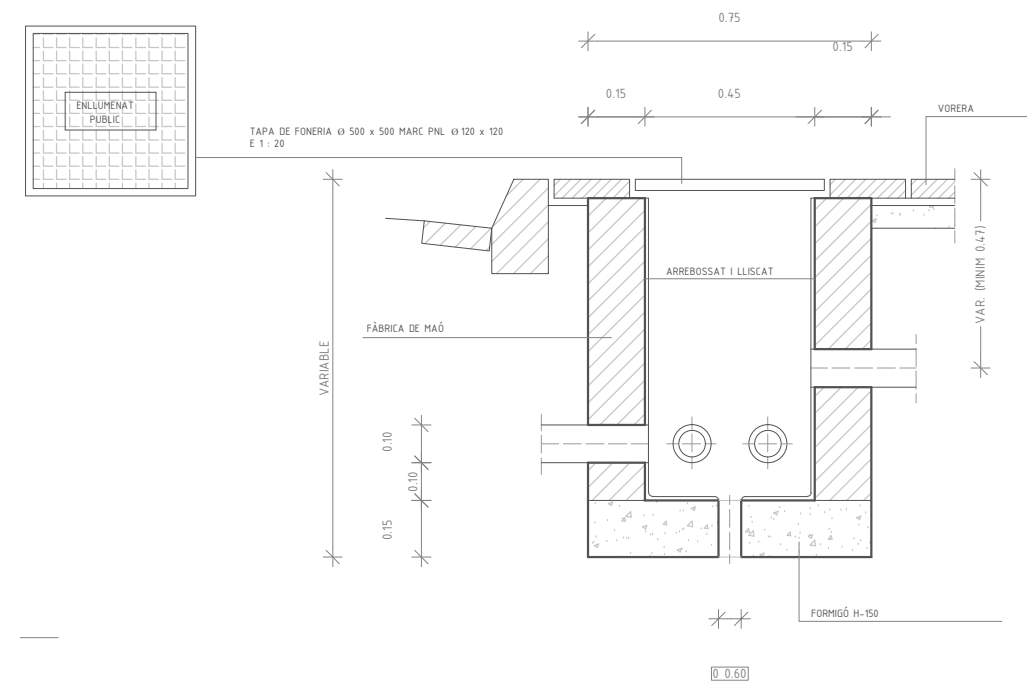 0.75
0.15
0.15
0.45
ENLLUMENAT
PUBLIC
VORERA
TAPA DE FONERIA Ø 500 x 500 MARC PNL Ø 120 x 120
E 1 : 20
VAR. (MINIM 0.47)
ARREBOSSAT I LLISCAT
FÀBRICA DE MAÓ
VARIABLE
0.10
0.10
0.15
FORMIGÓ H-150
0 0.60